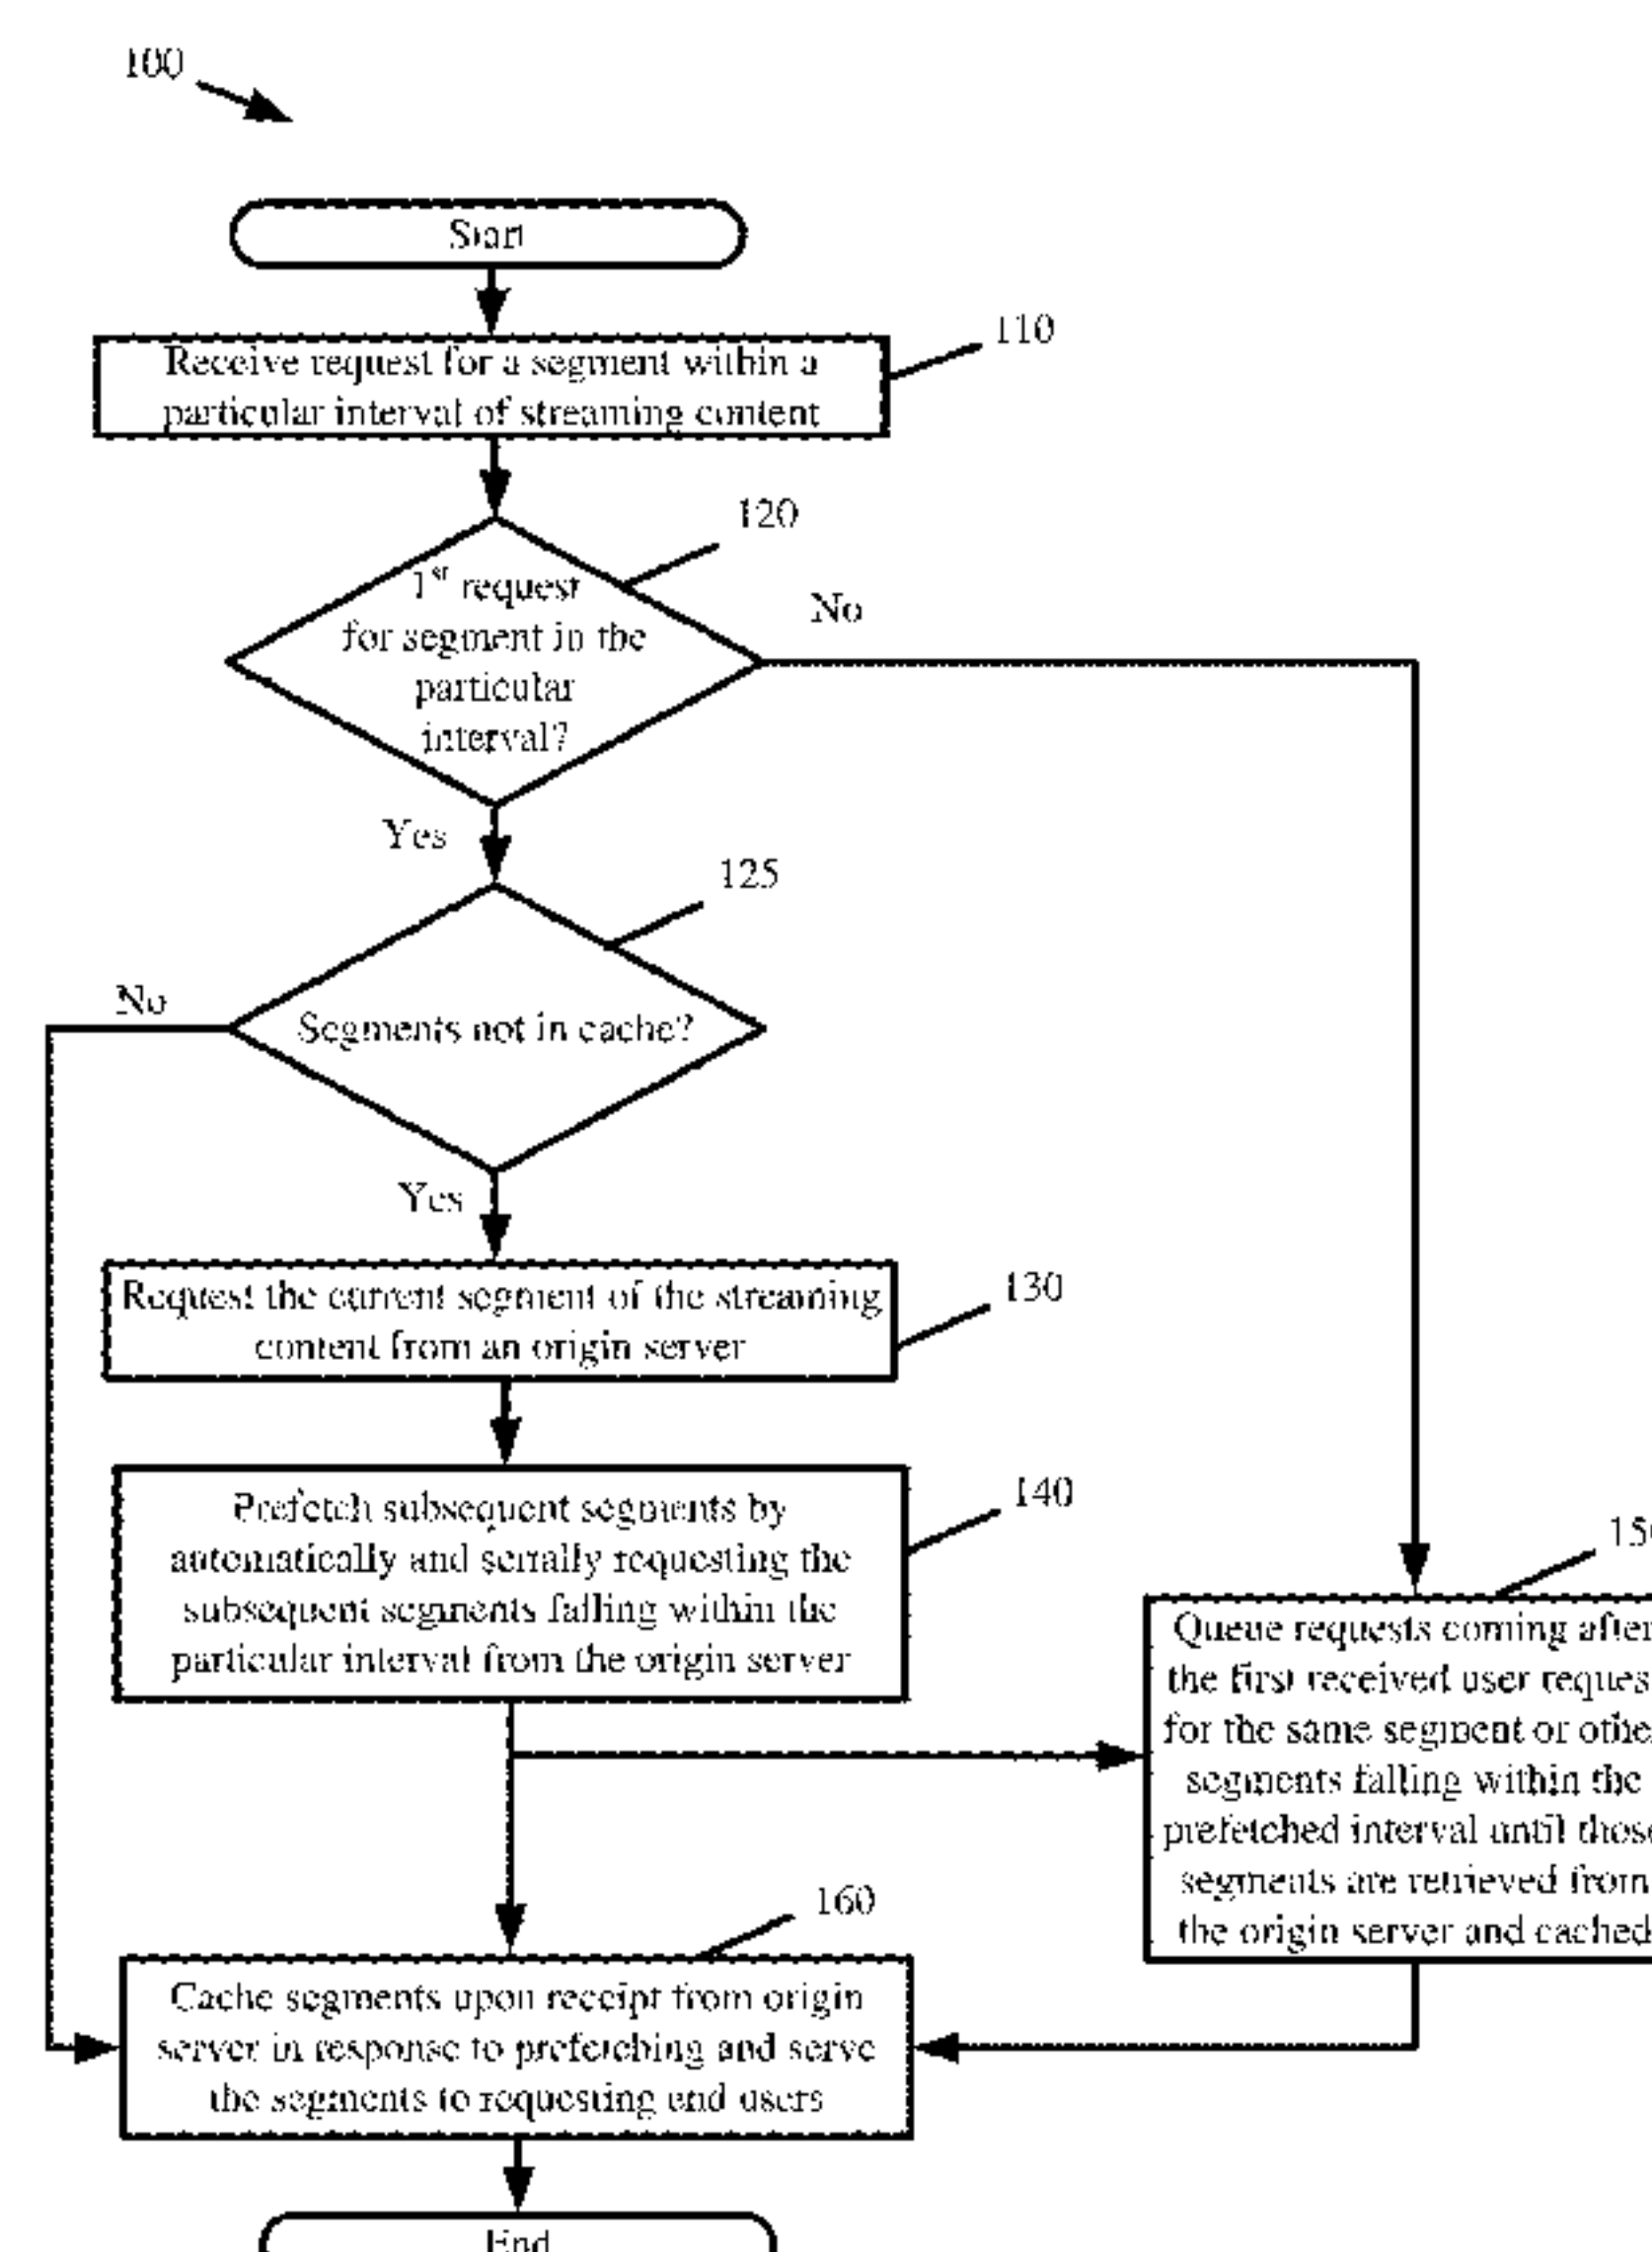 100
Start
Receive request for a segment within a
particular interval of streaming content
110
120
1st request
for segment in the
particular
interval?
No
Yes
125
No
Segments not in cache?
Yes
Request the current segment of the streaming
content from an origin server
130
Prefetch subsequent segments by
automatically and serially requesting the
subsequent segments falling within the
particular interval from the origin server
140
15
Queue requests coming after
the first received user reques
for the same segment or othe
segments falling within the
prefetched interval until those
segments are retrieved from
the origin server and cached
160
Cache segments upon receipt from origin
server in response to prefetching and serve
the segments to requesting end users
End